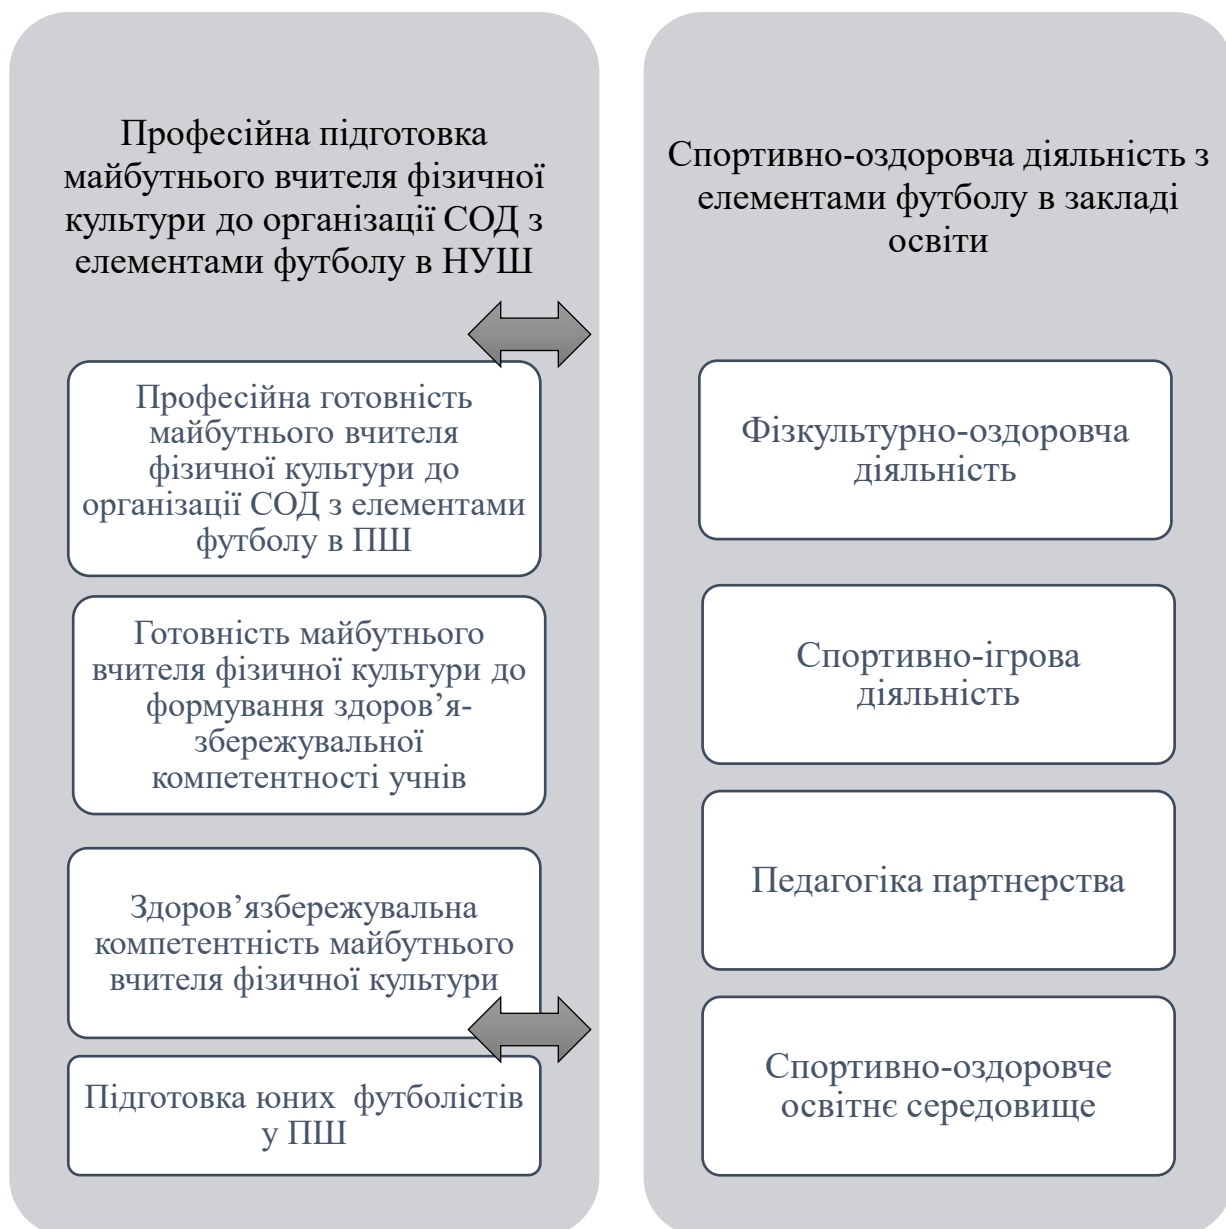 Професійна підготовка
майбутнього вчителя фізичної
культури до організації СОД з
елементами футболу в НУШ
Професійна готовність
майбутнього вчителя
фізичної культури до
організації СОД з елементами
футболу в ПШ
Готовність майбутнього
вчителя фізичної культури до
формування здоров’я-
збережувальної
компетентності учнів
Здоров’язбережувальна
компетентність майбутнього
вчителя фізичної культури
Підготовка юних футболістів
у ПШ
Спортивно-оздоровча діяльність з
елементами футболу в закладі
освіти
Фізкультурно-оздоровча
діяльність
Спортивно-ігрова
діяльність
Педагогіка партнерства
Спортивно-оздоровче
освітнє середовище